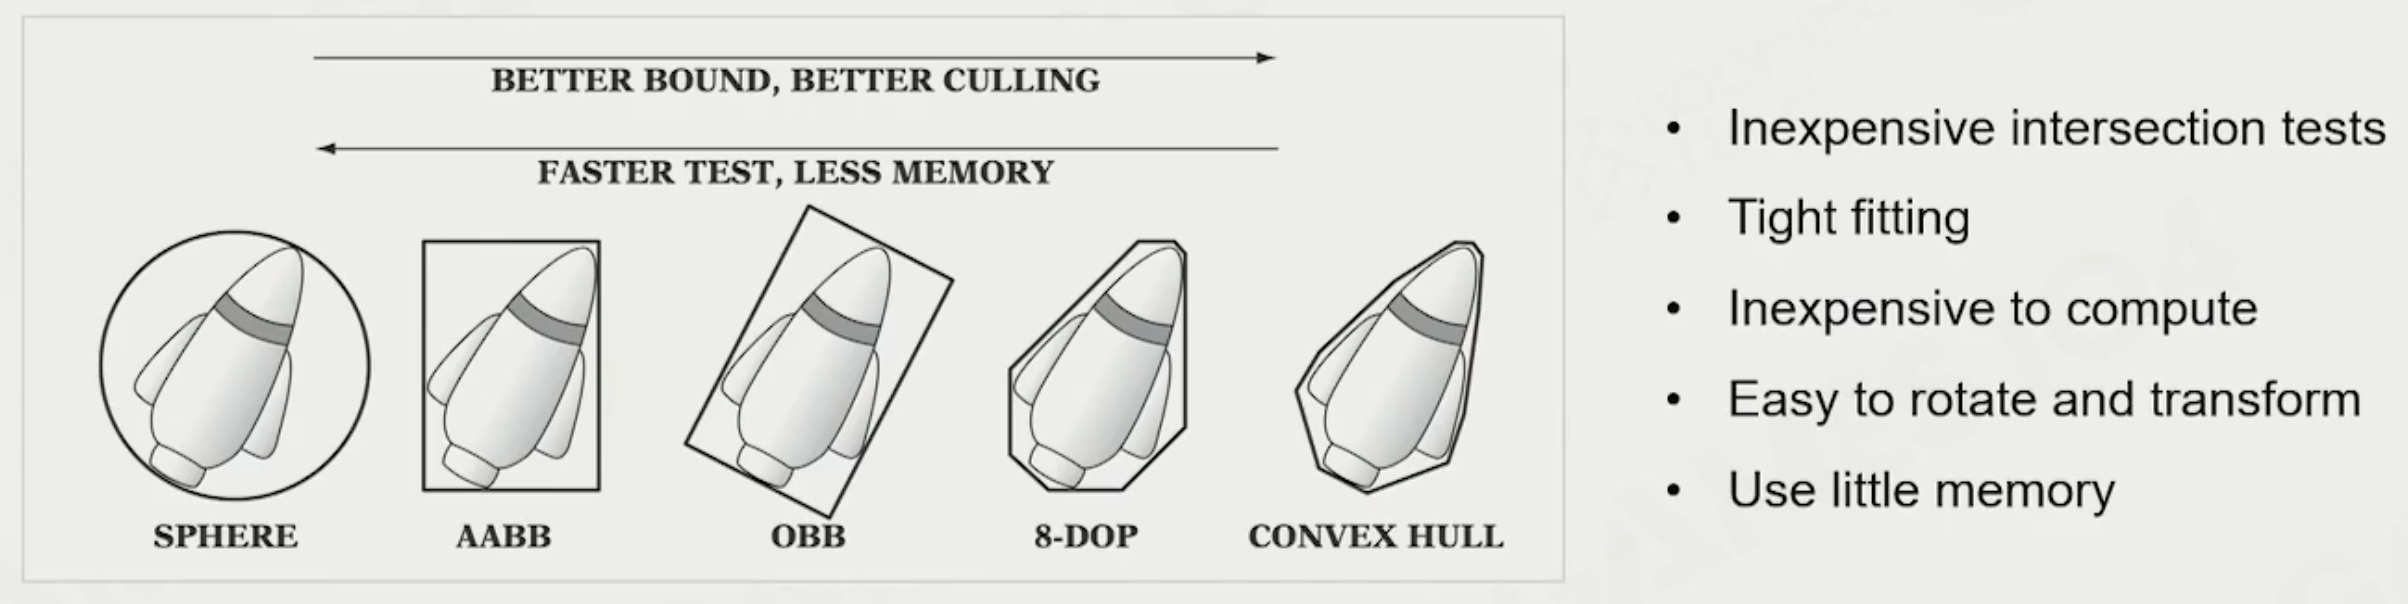 BETTER BOUND, BETTER CULLING
FASTER TEST, LESS MEMORY
SPHERE
AABB
OBB
8-DOP
CONVEX HULL
• Inexpensive intersection tests
• Tight fitting
• Inexpensive to compute
• Easy to rotate and transform
• Use little memory